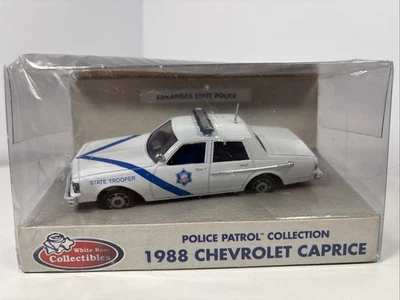 ARKANSAS STATE POLICE
STATE TROOPER
White Rose
Collectibles
POLICE PATROL™ COLLECTION
1988 CHEVROLET CAPRICE